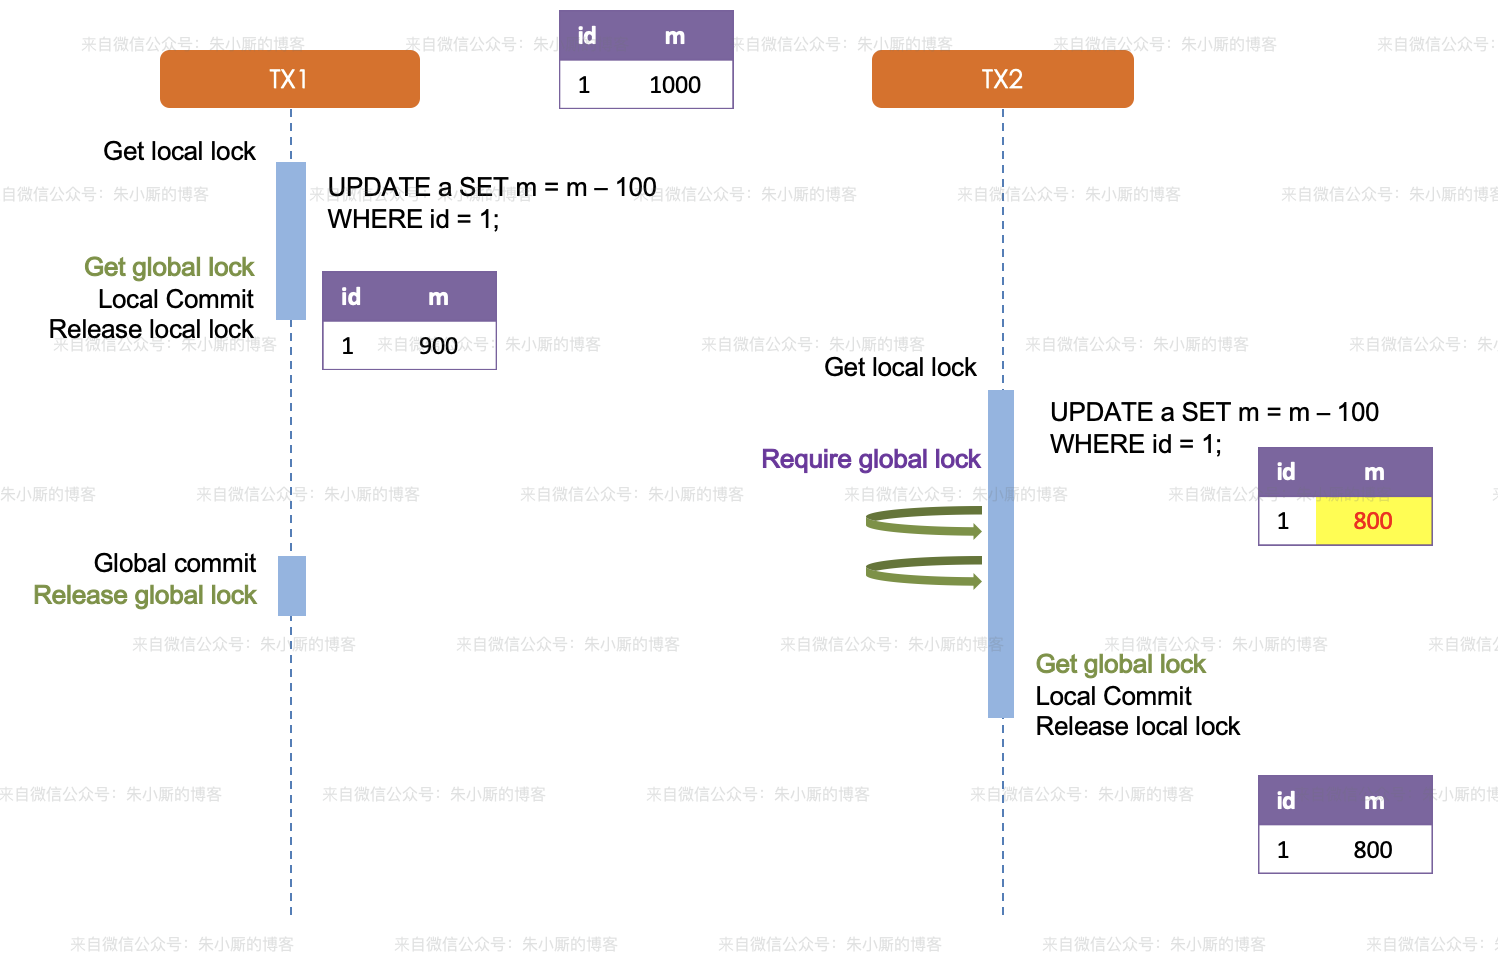 id m
1 1000
TX1
TX2
Get local lock
UPDATE a SET m = m – 100
WHERE id = 1;
Get global lock
Local Commit
Release local lock
id m
1 900
Get local lock
UPDATE a SET m = m – 100
WHERE id = 1;
Require global lock
id m
1 800
Global commit
Release global lock
Get global lock
Local Commit
Release local lock
id m
1 800
来自微信公众号：朱小厮的博客